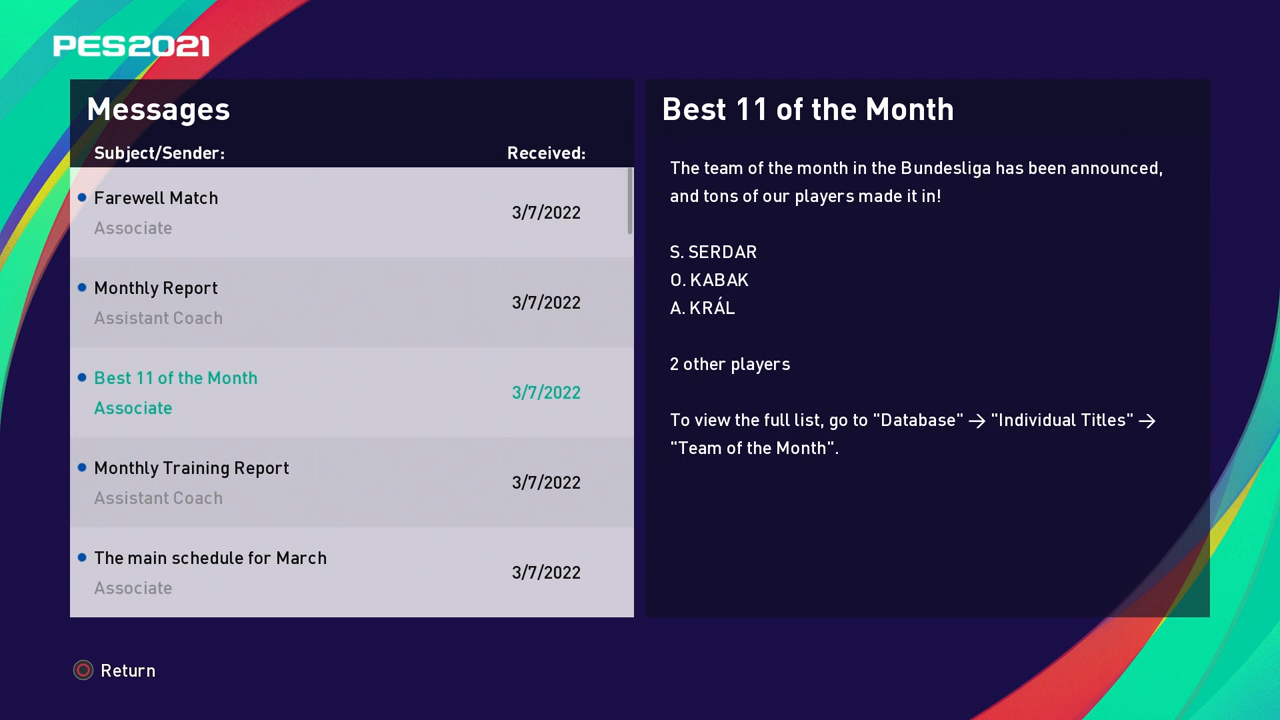 PES2021
Messages
Subject/Sender: Received:
Farewell Match
Associate
3/7/2022
Monthly Report
Assistant Coach
3/7/2022
Best 11 of the Month
Associate
3/7/2022
Monthly Training Report
Assistant Coach
3/7/2022
The main schedule for March
Associate
3/7/2022
Best 11 of the Month
The team of the month in the Bundesliga has been announced,
and tons of our players made it in!
S. SERDAR
O. KABAK
A. KRÁL
2 other players
To view the full list, go to "Database" → "Individual Titles" →
"Team of the Month".
Return